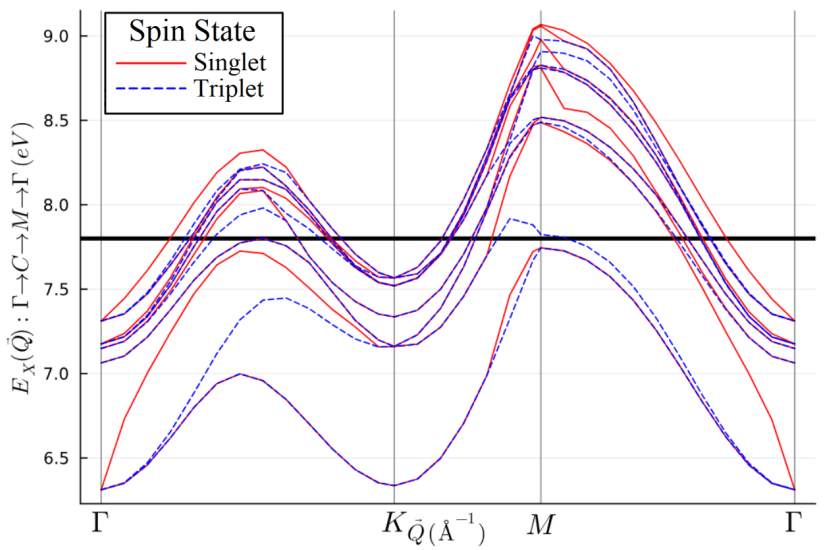 Spin State
Singlet
Triplet
9.0
8.5
8.0
7.5
7.0
6.5
E_X(Q⃗) : Γ→C→M→Γ (eV)
Γ K M Γ
Q⃗(Å⁻¹)